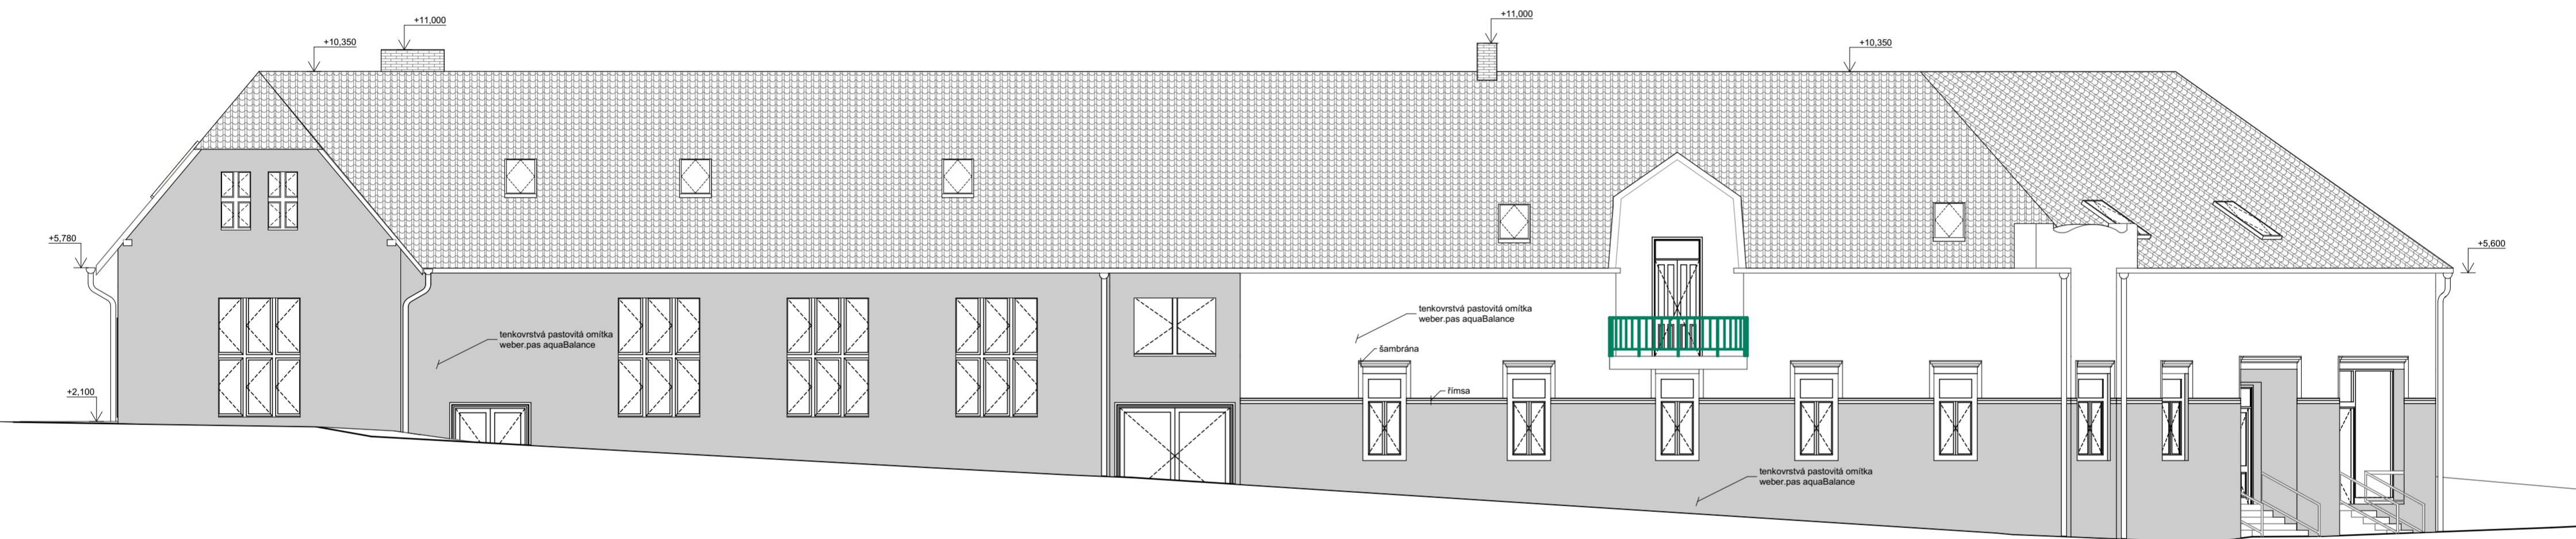 +11,000
+11,000
+10,350
+10,350
+5,780
+5,600
tenkovrstvá pastovitá omítka
weber.pas aquaBalance
tenkovrstvá pastovitá omítka
weber.pas aquaBalance
šambrána
římsa
+2,100
tenkovrstvá pastovitá omítka
weber.pas aquaBalance